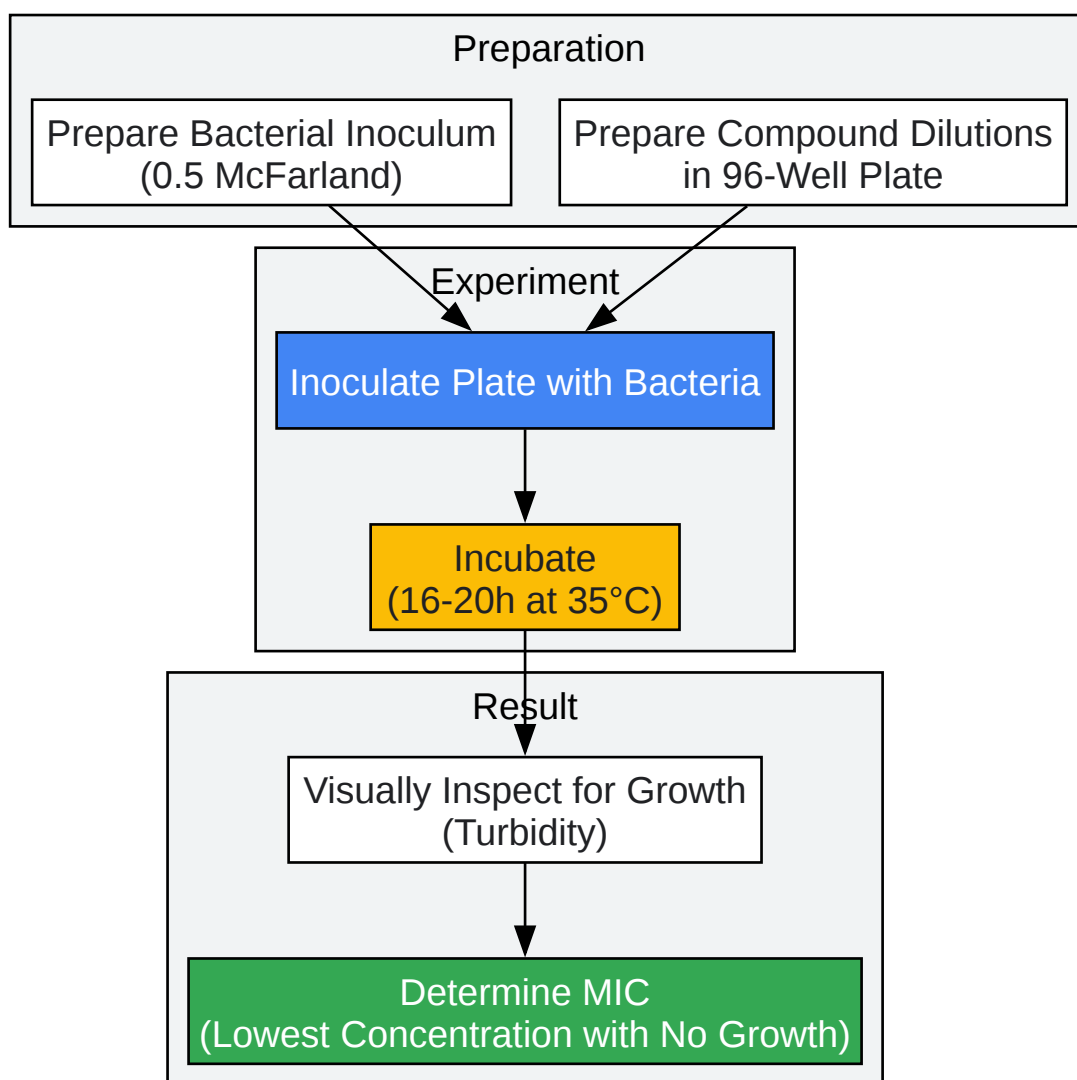 Preparation
Prepare Bacterial Inoculum
(0.5 McFarland)
Prepare Compound Dilutions
in 96-Well Plate
Experiment
Inoculate Plate with Bacteria
Incubate
(16-20h at 35°C)
Result
Visually Inspect for Growth
(Turbidity)
Determine MIC
(Lowest Concentration with No Growth)